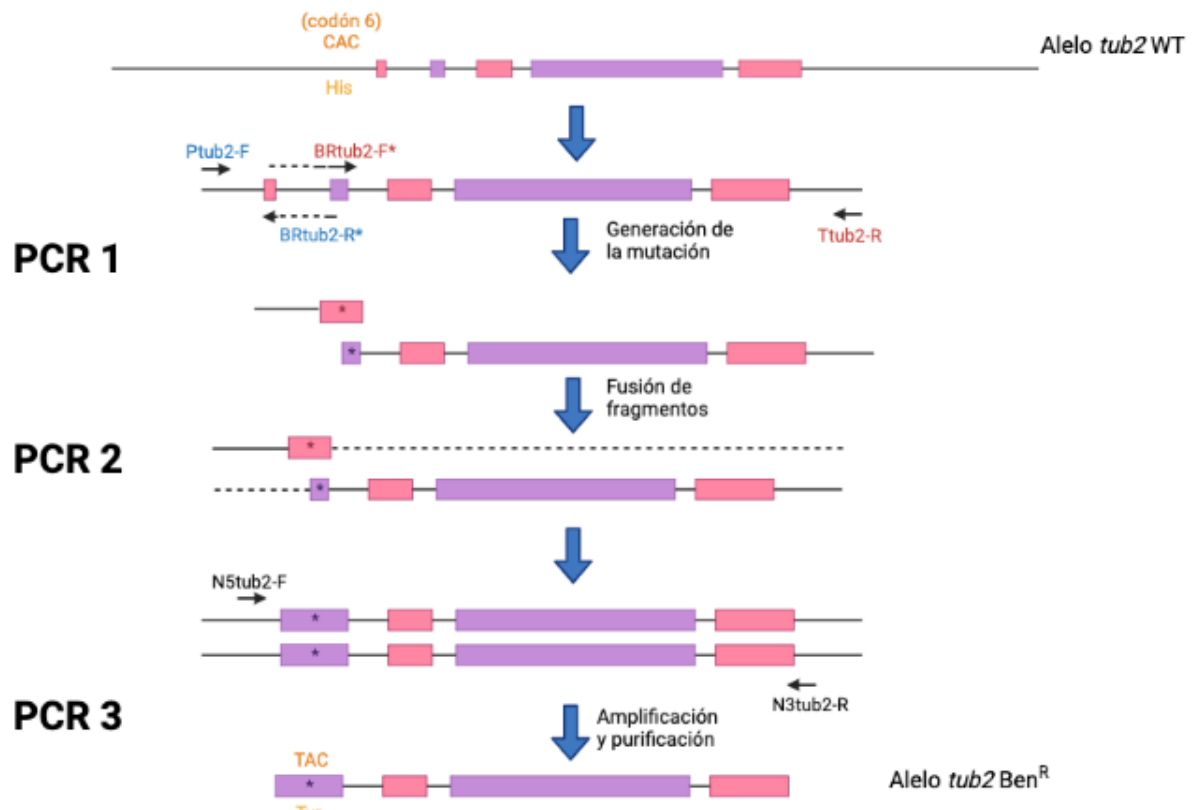 (codón 6)
CAC
Alelo tub2 WT
His
Ptub2-F
BRtub2-F*
BRtub2-R*
Ttub2-R
Generación de
la mutación
PCR 1
*
*
Fusión de
fragmentos
PCR 2
*
*
N5tub2-F
*
*
N3tub2-R
PCR 3
Amplificación
y purificación
TAC
*
Alelo tub2 BenR